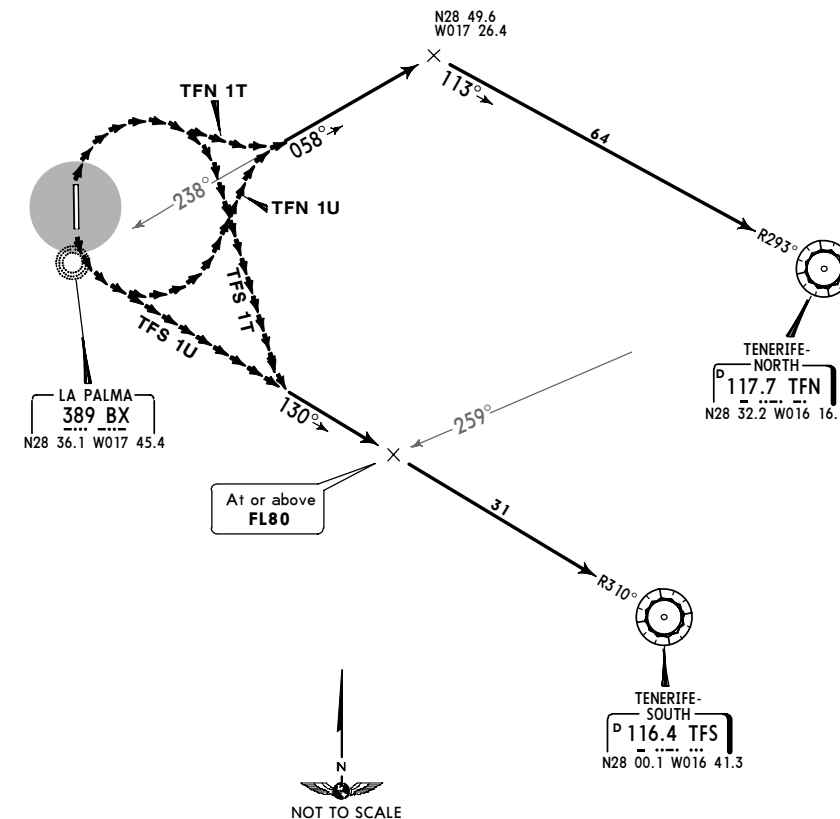 N28 49.6
W017 26.4
113°
64
TFN 1T
058°
238°
TFN 1U
R293°
TFS 1T
TFS 1U
TENERIFE-
NORTH
D 117.7 TFN
N28 32.2 W016 16.
LA PALMA
389 BX
N28 36.1 W017 45.4
130°
259°
At or above
FL80
31
R310°
TENERIFE-
SOUTH
D 116.4 TFS
N28 00.1 W016 41.3
N
NOT TO SCALE